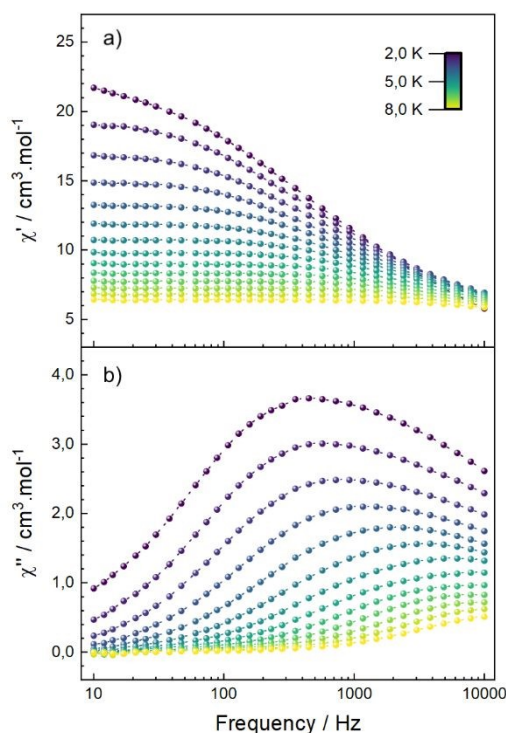 a)
2,0 K
5,0 K
8,0 K
25
20
15
10
5
χ' / cm³.mol⁻¹
b)
4,0
3,0
2,0
1,0
0,0
χ'' / cm³.mol⁻¹
10 100 1000 10000
Frequency / Hz